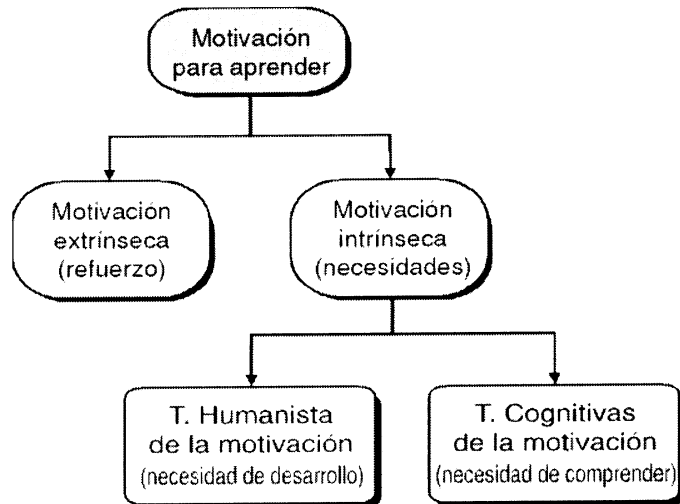 Motivación
para aprender
Motivación
extrínseca
(refuerzo)
Motivación
intrínseca
(necesidades)
T. Humanista
de la motivación
(necesidad de desarrollo)
T. Cognitivas
de la motivación
(necesidad de comprender)